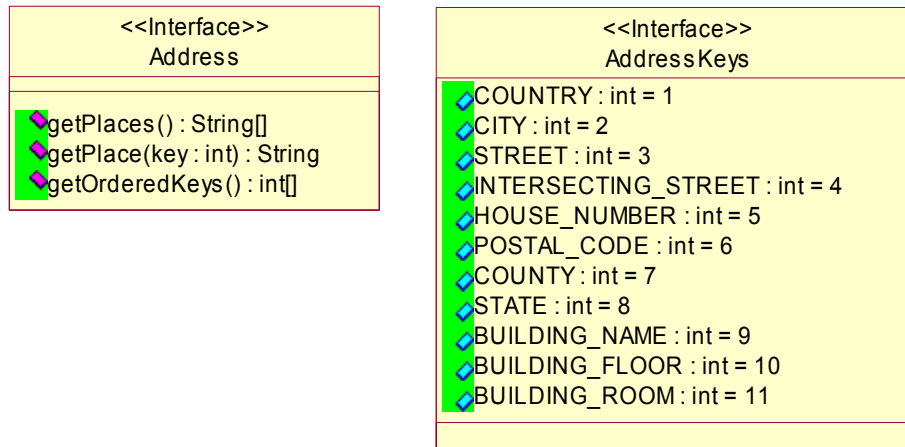 <<Interface>>
Address
getPlaces() : String[]
getPlace(key : int) : String
getOrderedKeys() : int[]
<<Interface>>
AddressKeys
COUNTRY : int = 1
CITY : int = 2
STREET : int = 3
INTERSECTING_STREET : int = 4
HOUSE_NUMBER : int = 5
POSTAL_CODE : int = 6
COUNTY : int = 7
STATE : int = 8
BUILDING_NAME : int = 9
BUILDING_FLOOR : int = 10
BUILDING_ROOM : int = 11